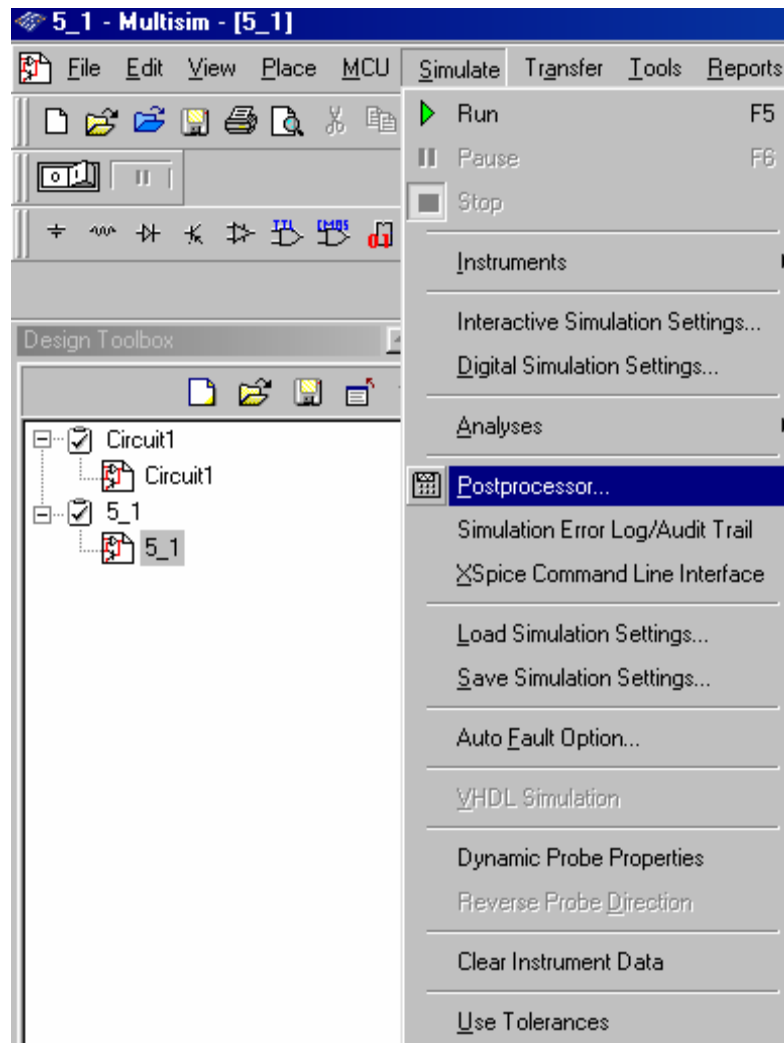 5_1 - Multisim - [5_1]
File Edit View Place MCU Simulate Transfer Tools Reports
Run F5
Pause F6
Stop
TTL CMOS
Instruments
Interactive Simulation Settings...
Digital Simulation Settings...
Design Toolbox
Analyses
Circuit1
Circuit1
5_1
5_1
Postprocessor...
Simulation Error Log/Audit Trail
XSpice Command Line Interface
Load Simulation Settings...
Save Simulation Settings...
Auto Fault Option...
VHDL Simulation
Dynamic Probe Properties
Reverse Probe Direction
Clear Instrument Data
Use Tolerances